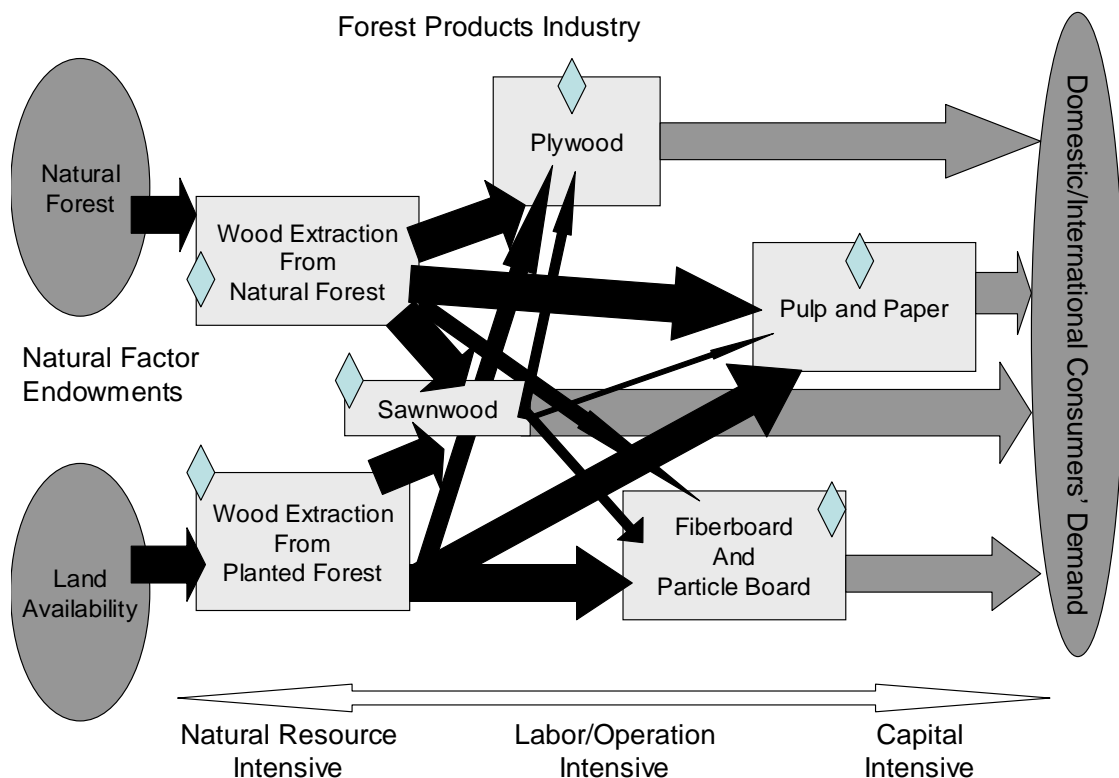 Forest Products Industry
Natural
Forest
Plywood
Wood Extraction
From
Natural Forest
Pulp and Paper
Domestic/International Consumers’ Demand
Natural Factor
Endowments
Sawnwood
Land
Availability
Wood Extraction
From
Planted Forest
Fiberboard
And
Particle Board
Natural Resource
Intensive
Labor/Operation
Intensive
Capital
Intensive